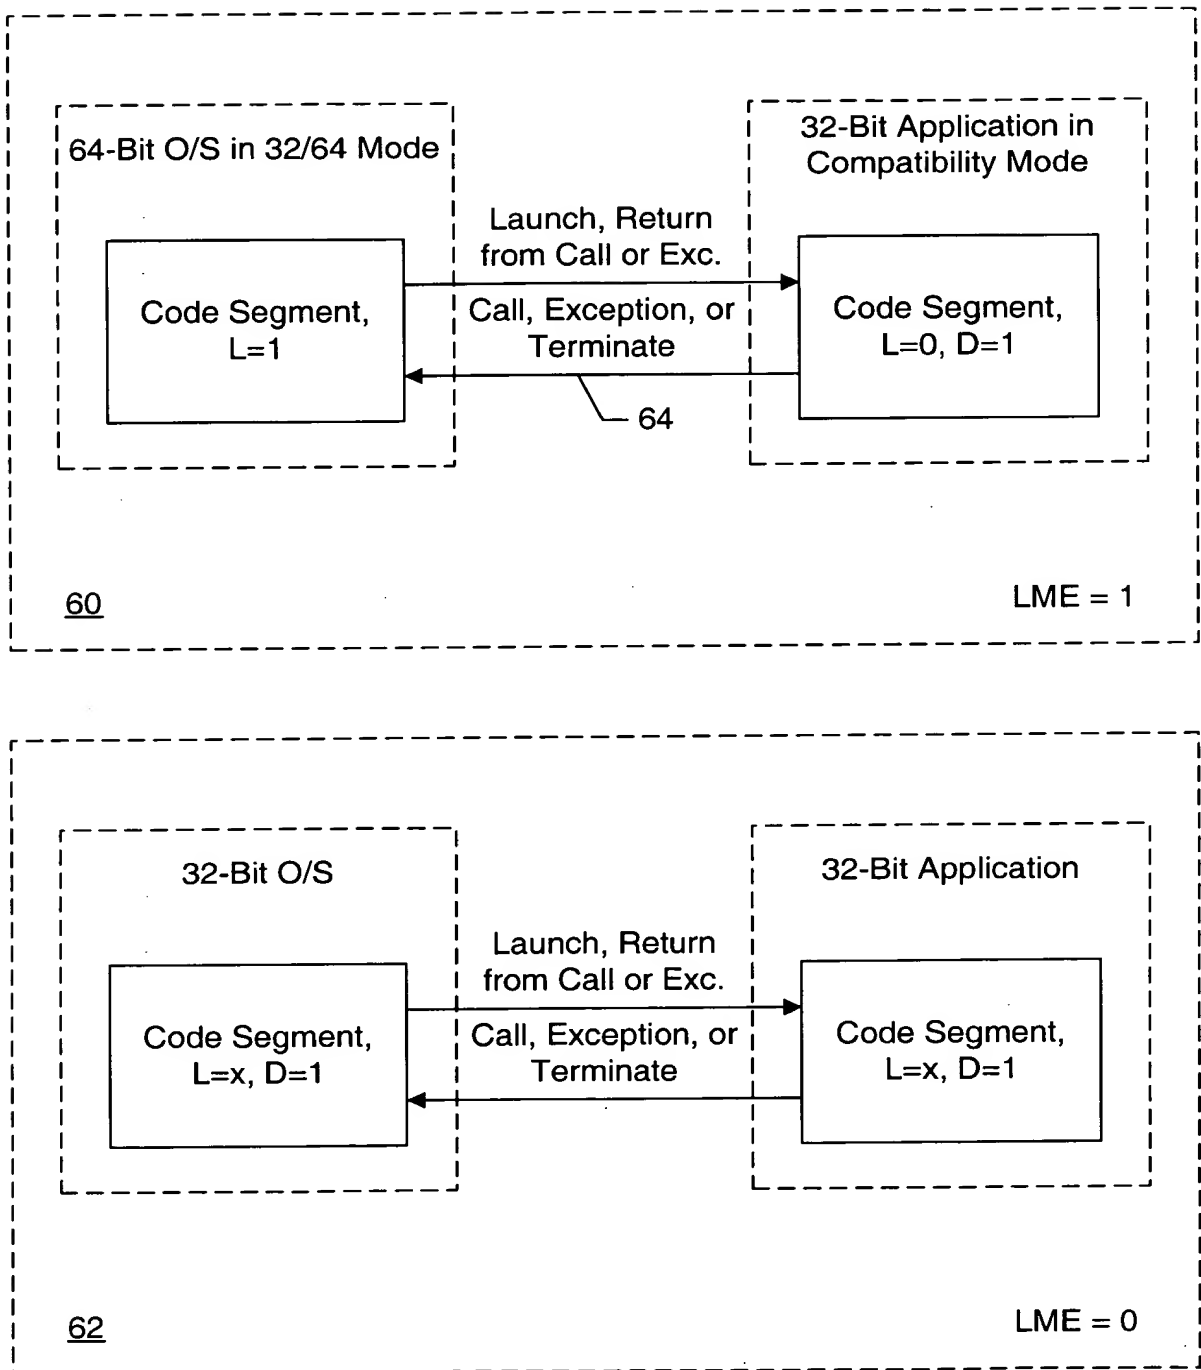 64-Bit O/S in 32/64 Mode
32-Bit Application in
Compatibility Mode
Launch, Return
from Call or Exc.
Code Segment,
L=1
Call, Exception, or
Terminate
Code Segment,
L=0, D=1
64
60
LME = 1
32-Bit O/S
32-Bit Application
Launch, Return
from Call or Exc.
Code Segment,
L=x, D=1
Call, Exception, or
Terminate
Code Segment,
L=x, D=1
62
LME = 0